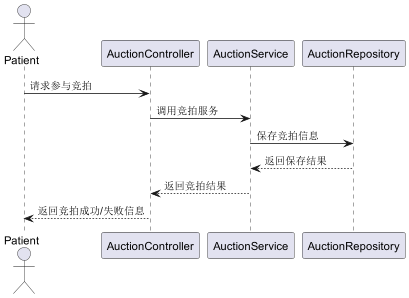 Patient
AuctionController
AuctionService
AuctionRepository
请求参与竞拍
调用竞拍服务
保存竞拍信息
返回保存结果
返回竞拍结果
返回竞拍成功/失败信息
Patient
AuctionController
AuctionService
AuctionRepository